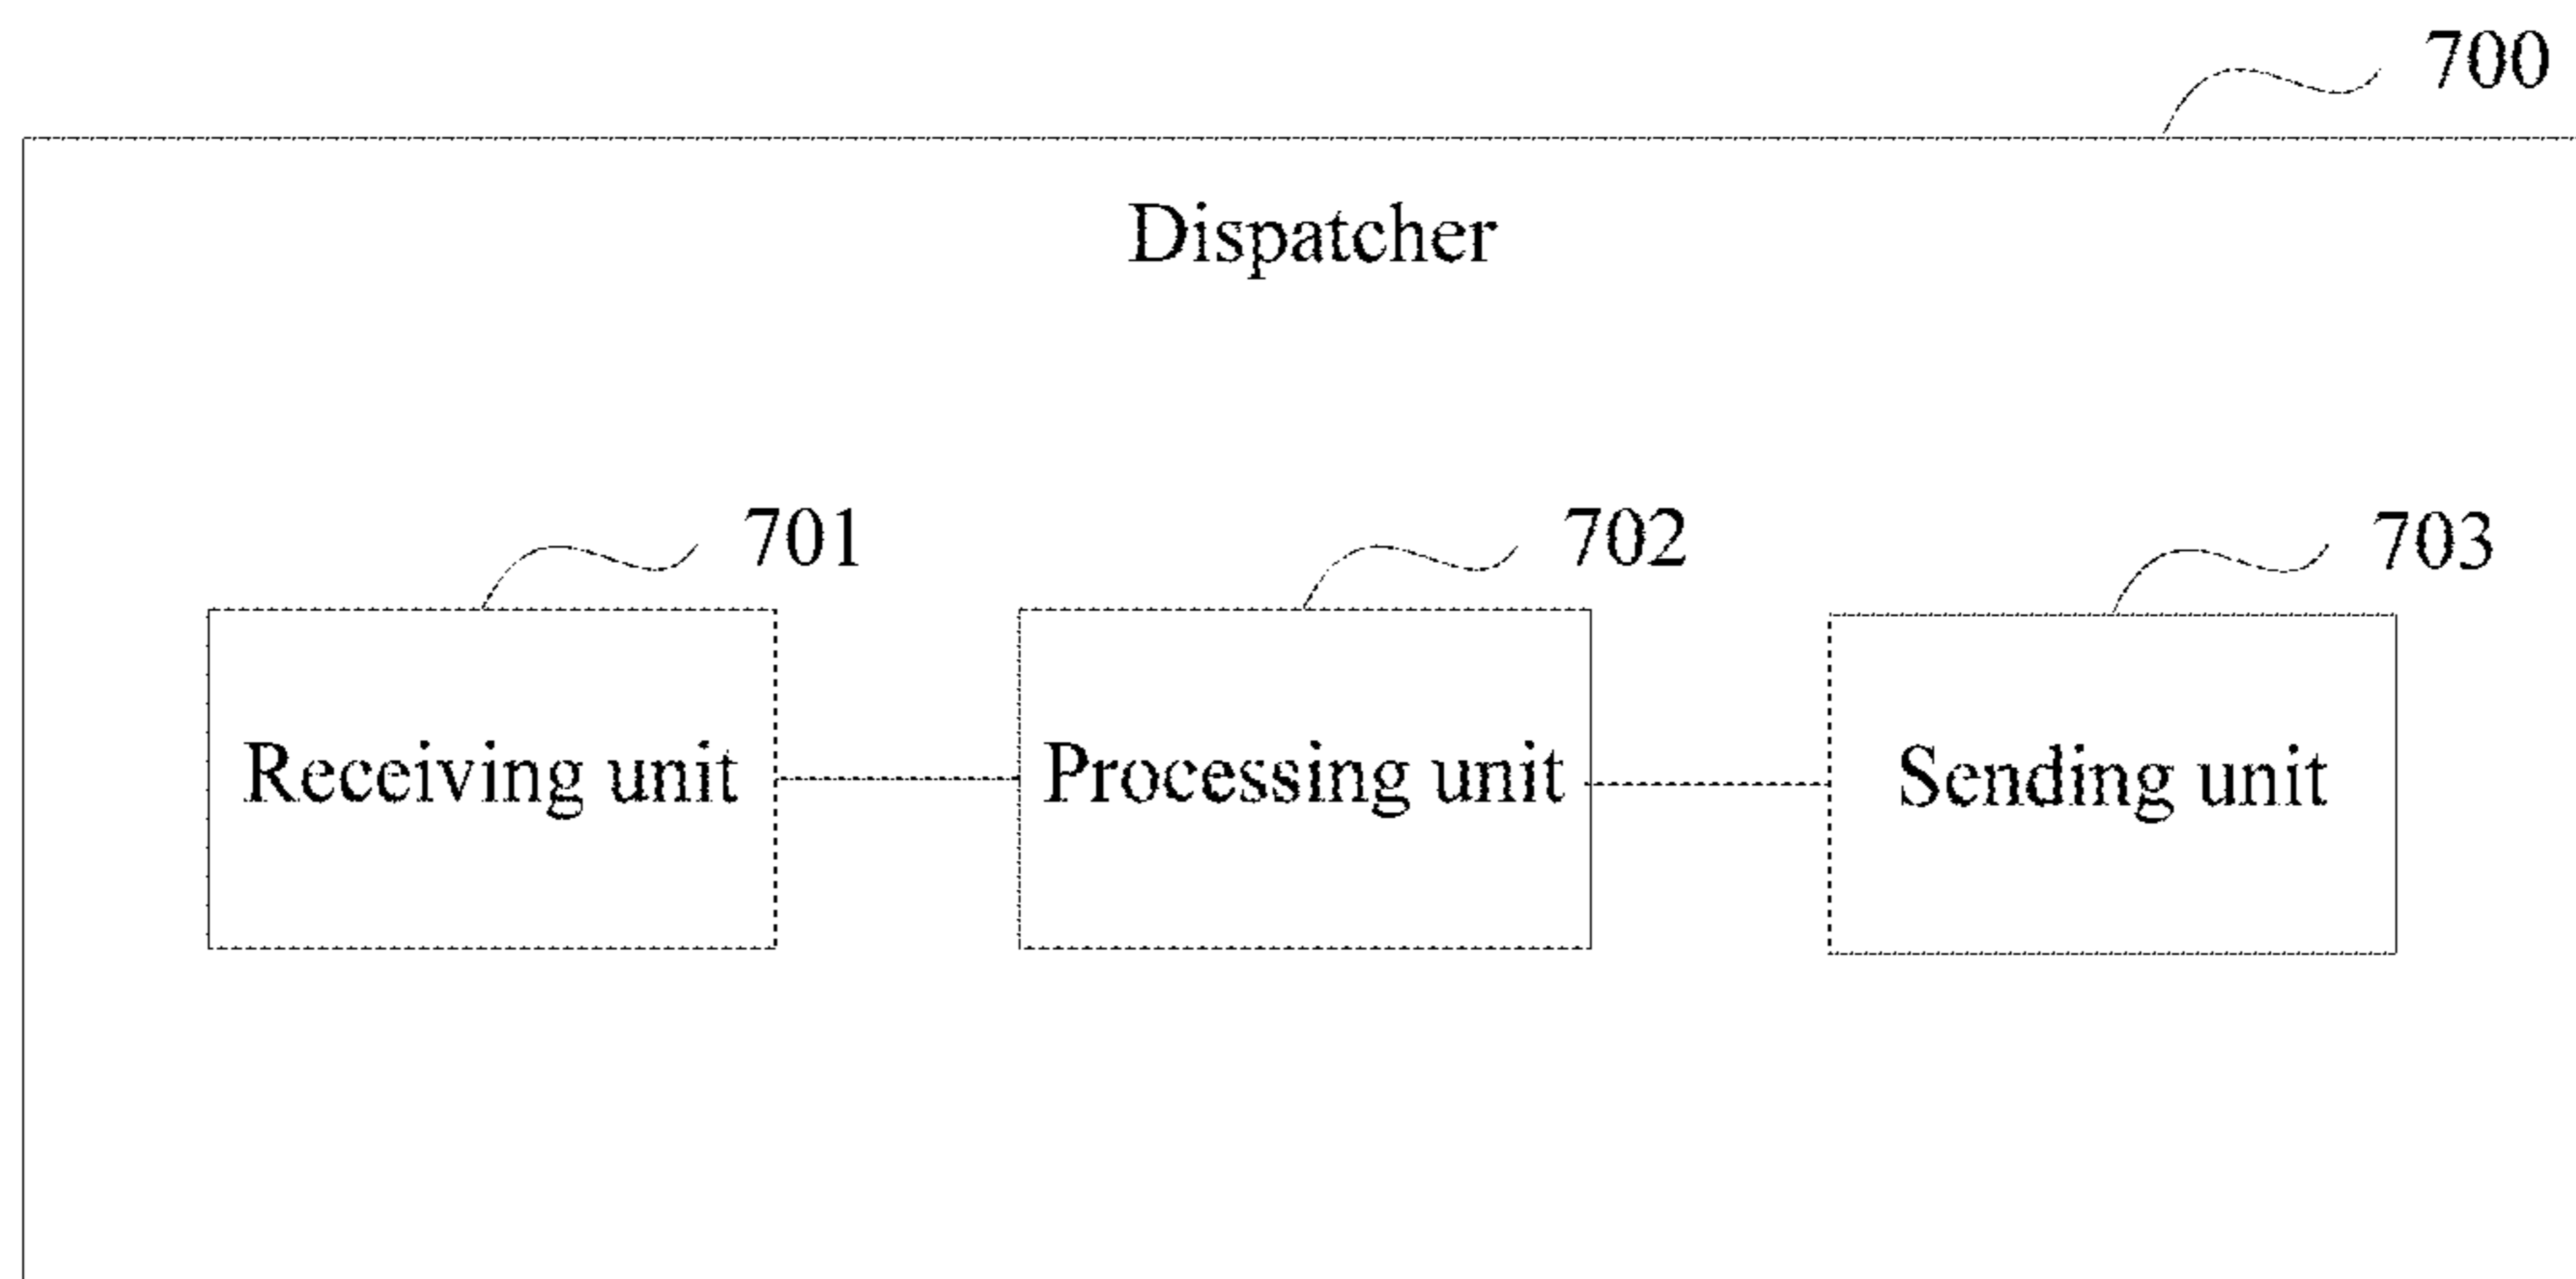 700
Dispatcher
701 702 703
Receiving unit Processing unit Sending unit